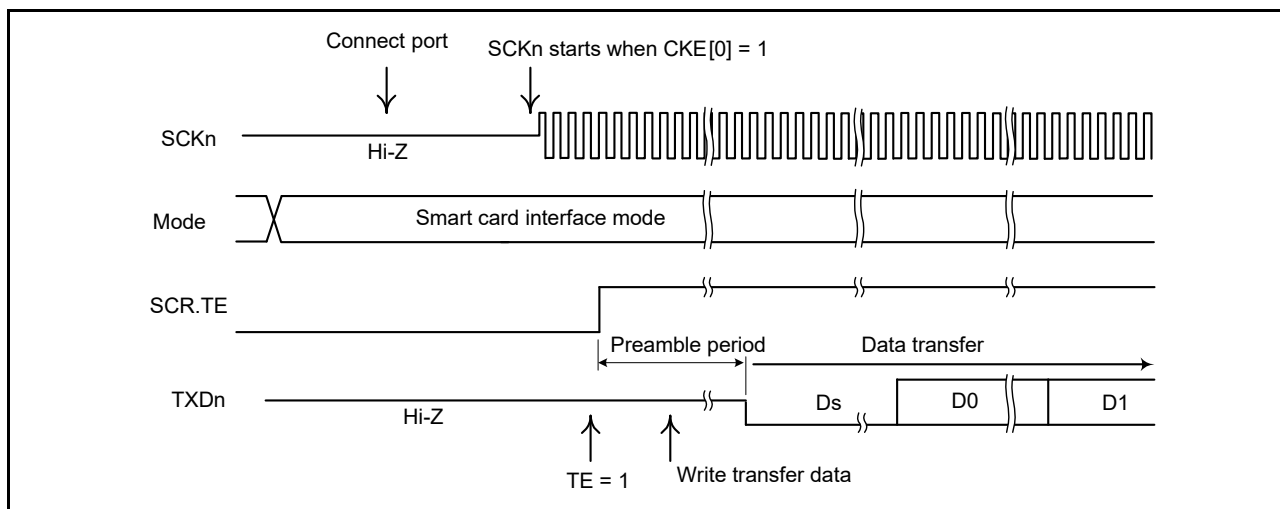 Connect port
SCKn starts when CKE[0] = 1
SCKn
Hi-Z
Mode
Smart card interface mode
SCR.TE
Preamble period
Data transfer
TXDn
Hi-Z
Ds
D0
D1
TE = 1
Write transfer data